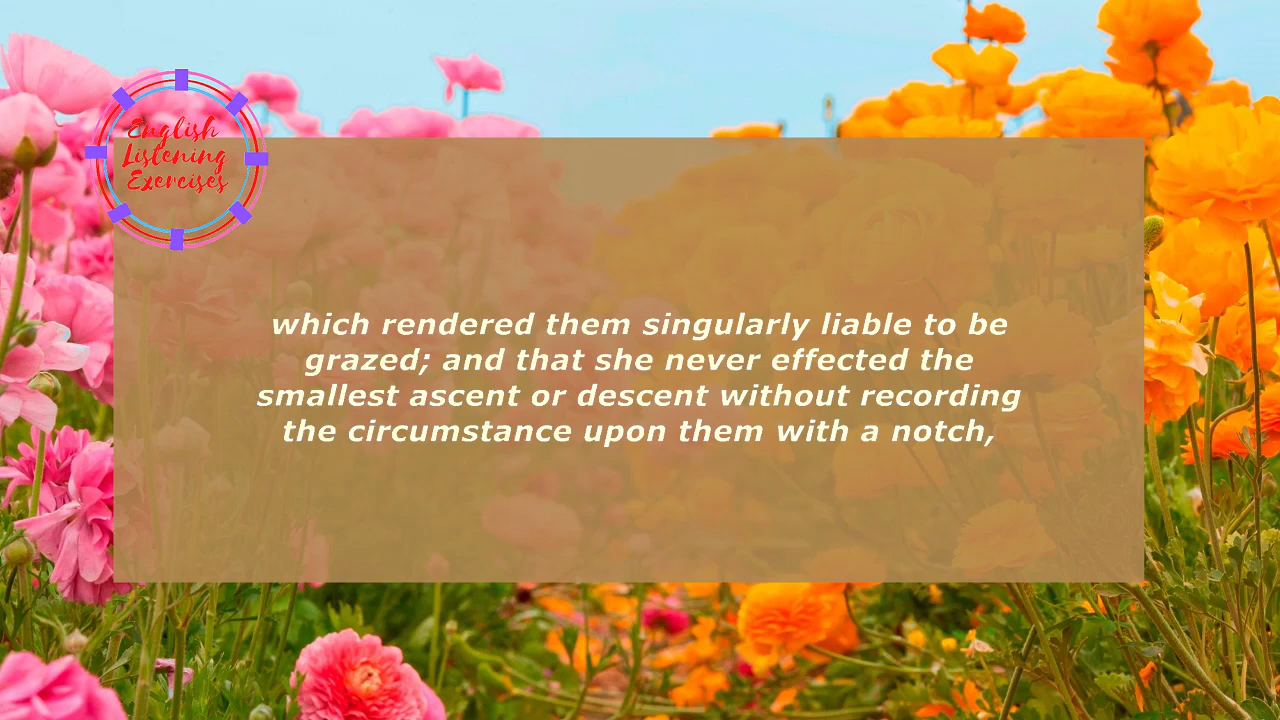 English
Listening
Exercises
which rendered them singularly liable to be
grazed; and that she never effected the
smallest ascent or descent without recording
the circumstance upon them with a notch,